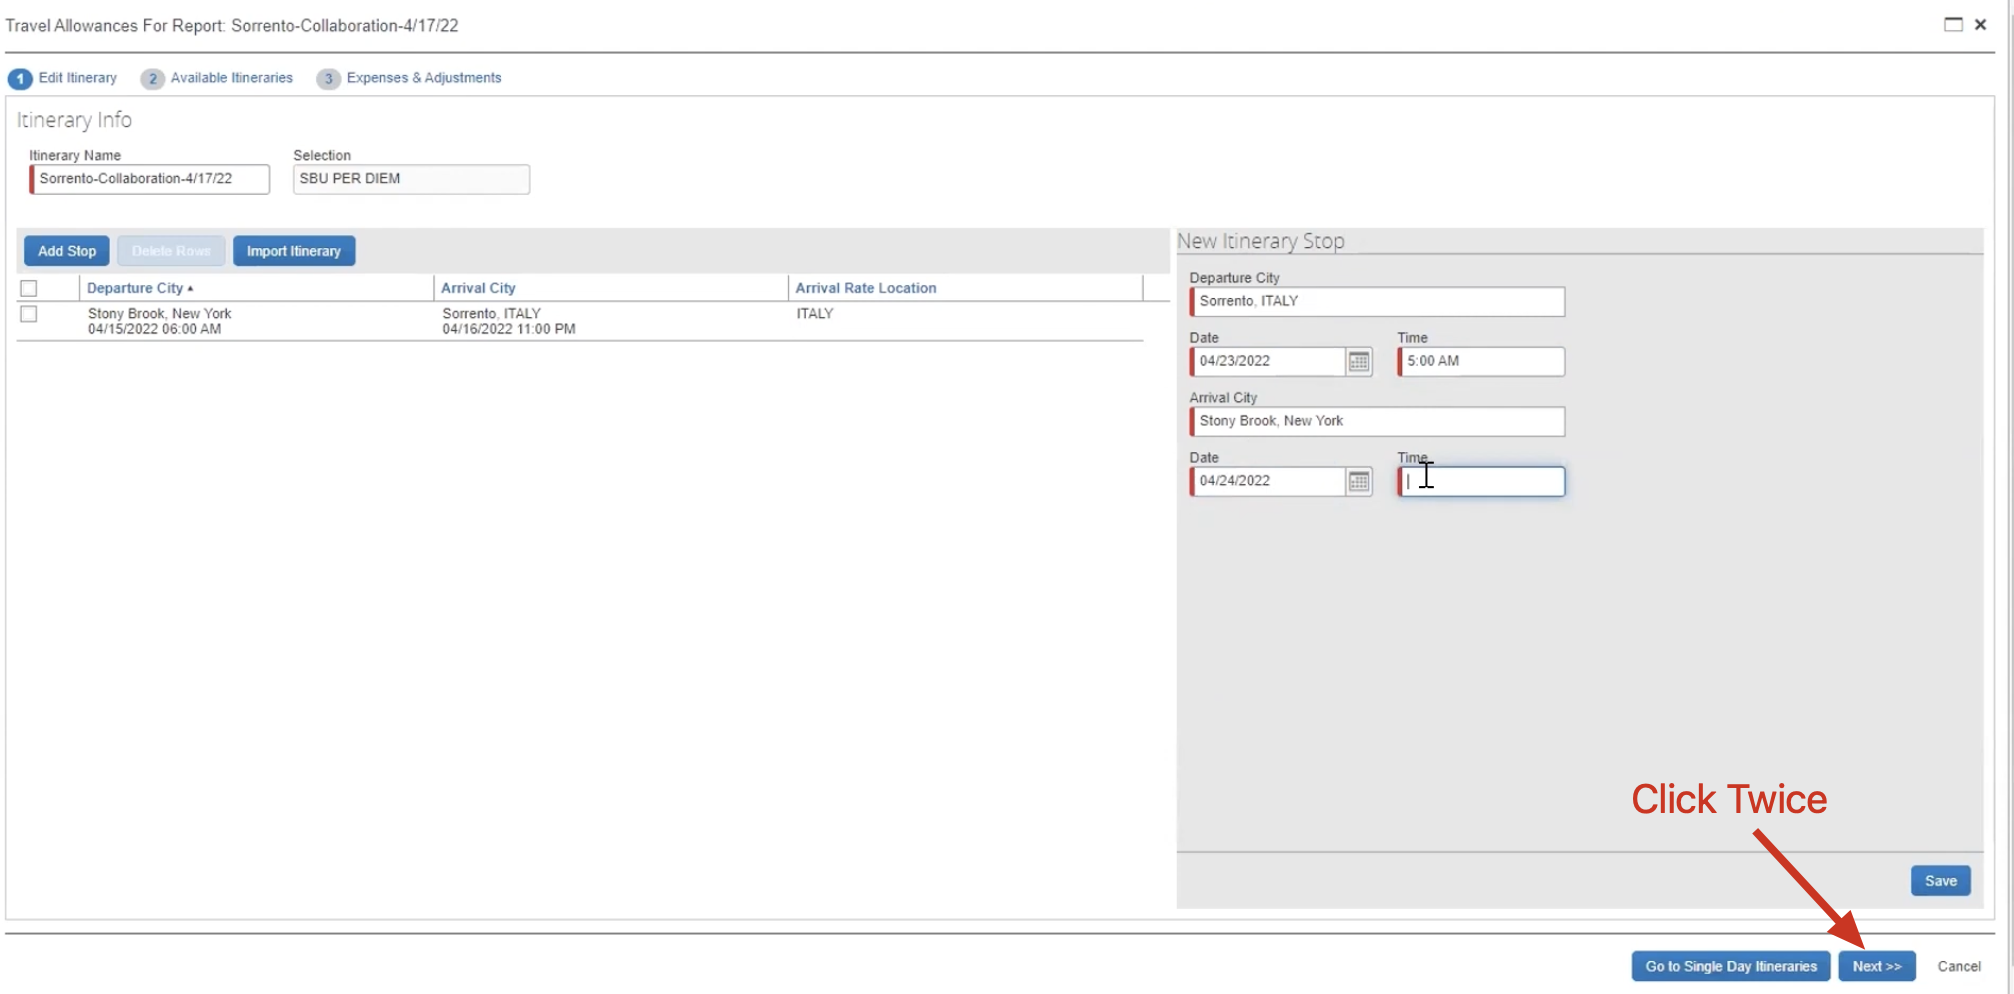 Travel Allowances For Report: Sorrento-Collaboration-4/17/22
1 Edit Itinerary 2 Available Itineraries 3 Expenses & Adjustments
Itinerary Info
Itinerary Name Selection
Sorrento-Collaboration-4/17/22 SBU PER DIEM
Add Stop Delete Rows Import Itinerary
Departure City Arrival City Arrival Rate Location
Stony Brook, New York Sorrento, ITALY ITALY
04/15/2022 06:00 AM 04/16/2022 11:00 PM
New Itinerary Stop
Departure City
Sorrento, ITALY
Date Time
04/23/2022 5:00 AM
Arrival City
Stony Brook, New York
Date Time
04/24/2022
Click Twice
Save
Go to Single Day Itineraries Next >> Cancel